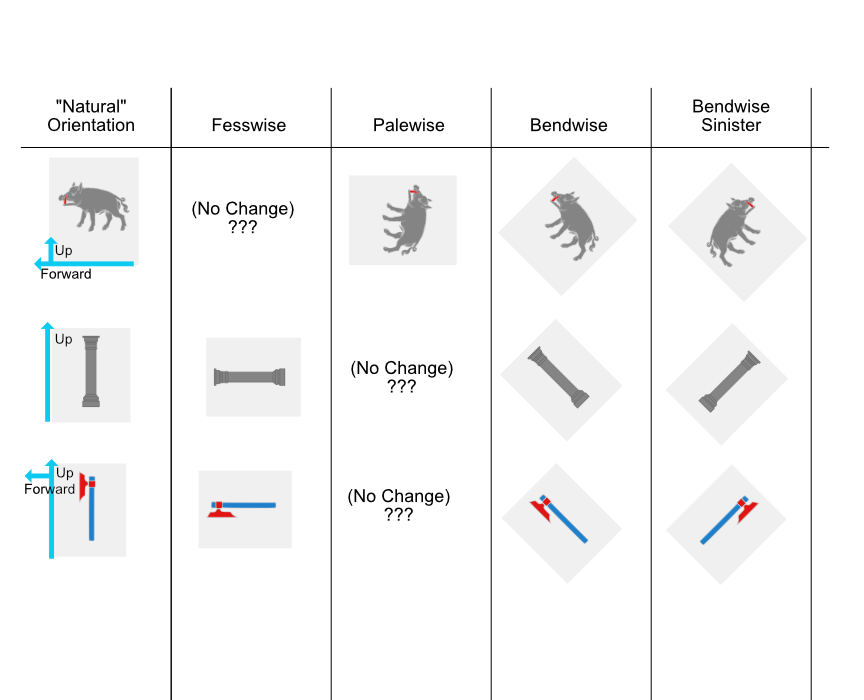 "Natural"
Orientation
Fesswise
Palewise
Bendwise
Bendwise
Sinister
(No Change)
???
Up
Forward
Up
(No Change)
???
Up
Forward
(No Change)
???